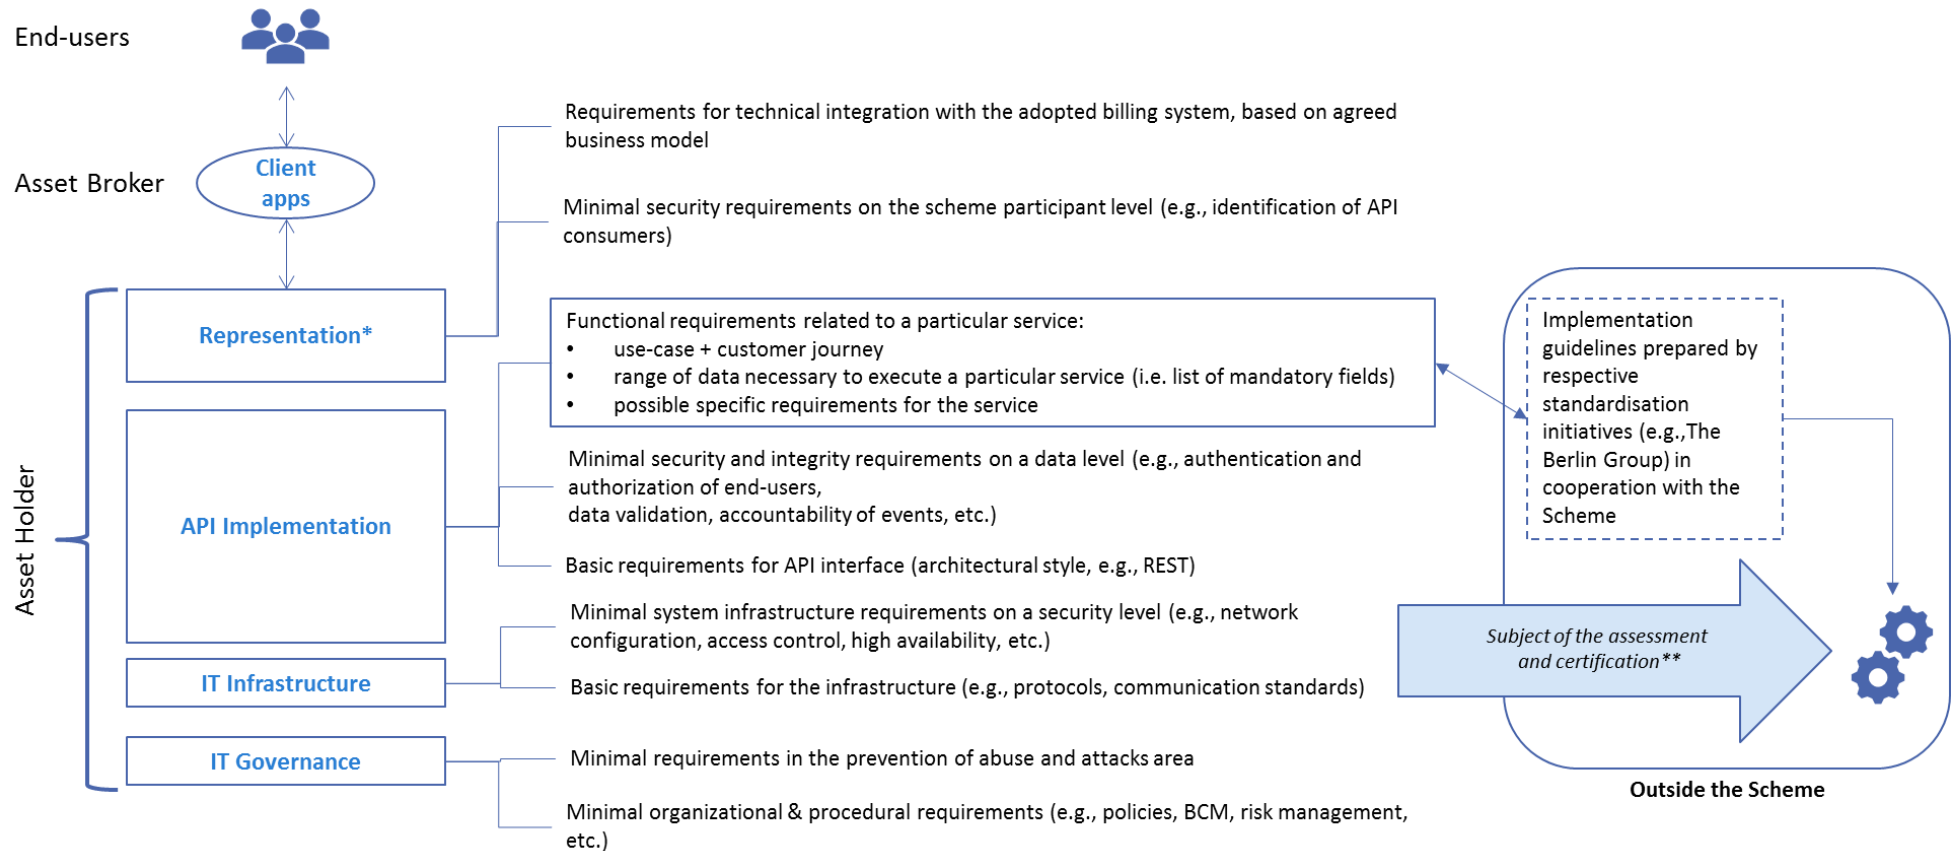 End-users
Requirements for technical integration with the adopted billing system, based on agreed
business model
Asset Broker
Client
apps
Minimal security requirements on the scheme participant level (e.g., identification of API
consumers)
Asset Holder
Representation*
Functional requirements related to a particular service:
• use-case + customer journey
• range of data necessary to execute a particular service (i.e. list of mandatory fields)
• possible specific requirements for the service
Implementation
guidelines prepared by
respective
standardisation
initiatives (e.g.,The
Berlin Group) in
cooperation with the
Scheme
API Implementation
Minimal security and integrity requirements on a data level (e.g., authentication and
authorization of end-users,
data validation, accountability of events, etc.)
Basic requirements for API interface (architectural style, e.g., REST)
IT Infrastructure
Minimal system infrastructure requirements on a security level (e.g., network
configuration, access control, high availability, etc.)
Basic requirements for the infrastructure (e.g., protocols, communication standards)
Subject of the assessment
and certification**
IT Governance
Minimal requirements in the prevention of abuse and attacks area
Minimal organizational & procedural requirements (e.g., policies, BCM, risk management,
etc.)
Outside the Scheme